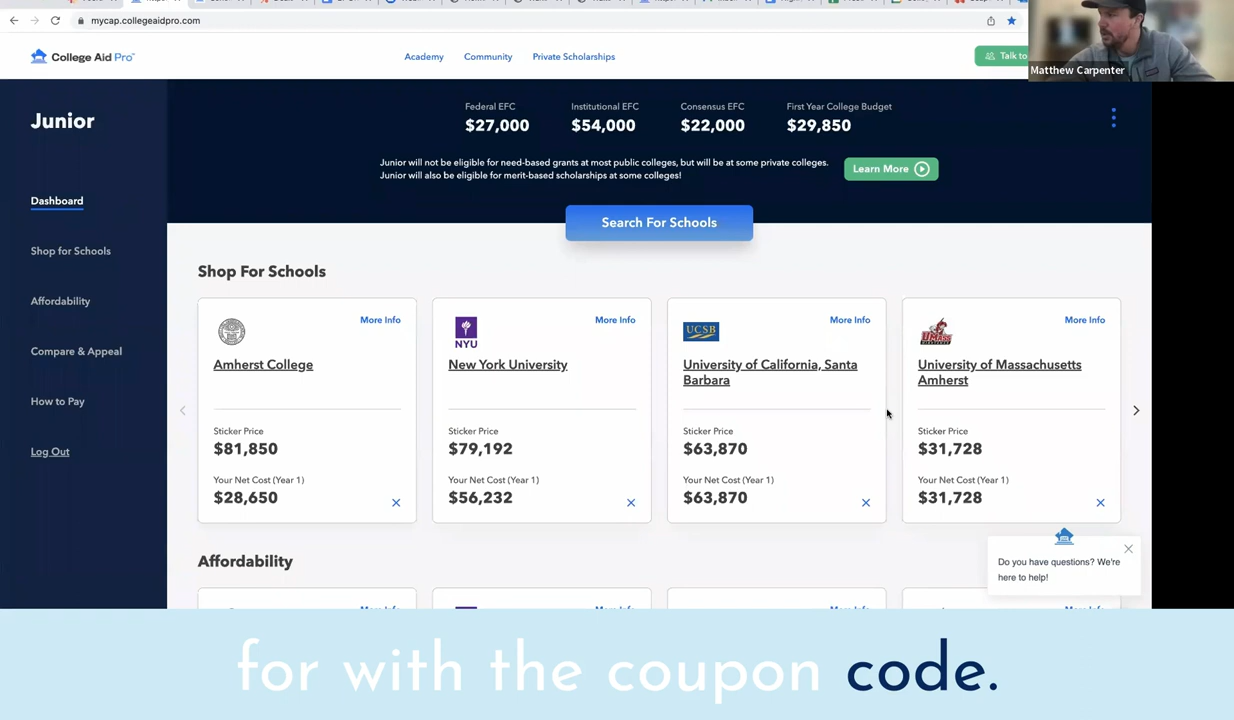 mycap.collegeaidpro.com
College Aid Pro™
Academy
Community
Private Scholarships
Talk to
Matthew Carpenter
Junior
Federal EFC
$27,000
Institutional EFC
$54,000
Consensus EFC
$22,000
First Year College Budget
$29,850
Junior will not be eligible for need-based grants at most public colleges, but will be at some private colleges.
Junior will also be eligible for merit-based scholarships at some colleges!
Learn More
Dashboard
Shop for Schools
Affordability
Compare & Appeal
How to Pay
Log Out
Search For Schools
Shop For Schools
More Info
Amherst College
Sticker Price
$81,850
Your Net Cost (Year 1)
$28,650
More Info
NYU
New York University
Sticker Price
$79,192
Your Net Cost (Year 1)
$56,232
More Info
UCSB
University of California, Santa
Barbara
Sticker Price
$63,870
Your Net Cost (Year 1)
$63,870
More Info
UMASS
University of Massachusetts
Amherst
Sticker Price
$31,728
Your Net Cost (Year 1)
$31,728
Affordability
Do you have questions? We're
here to help!
for with the coupon code.